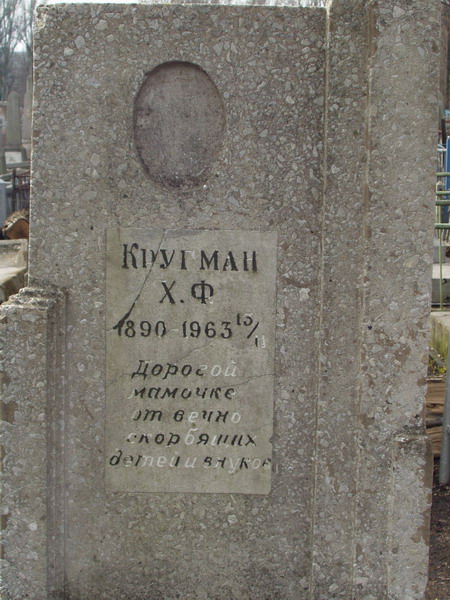 Кругман
Х.Ф
1890-1963 15/II
Дорогой
мамочке
от вечно
скорбящих
детей и внуков